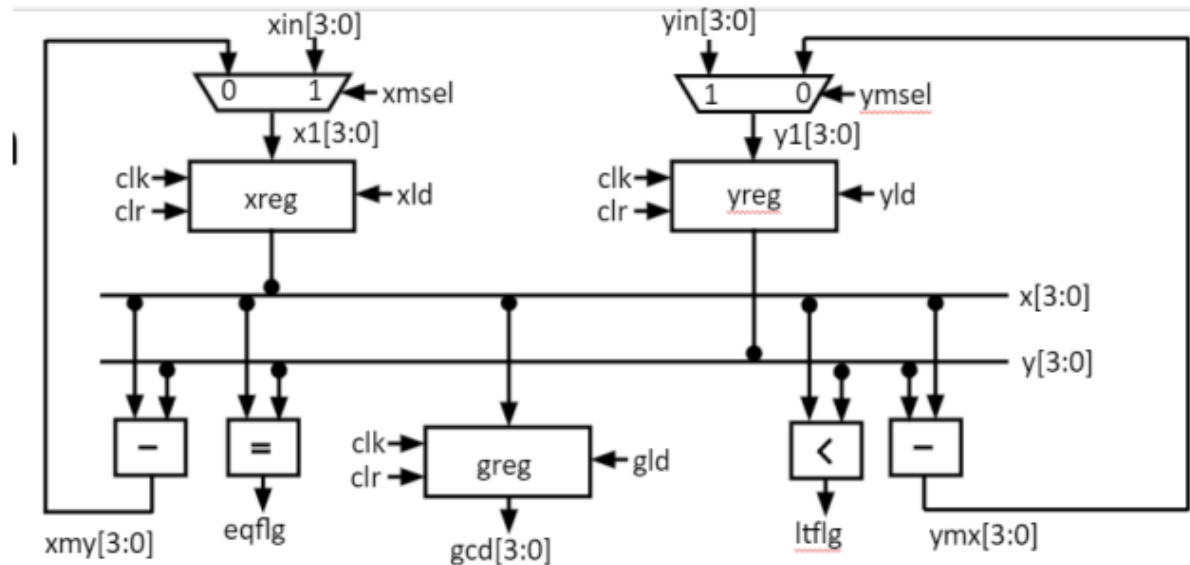 xin[3:0]
yin[3:0]
0 1
xmsel
1 0
ymsel
x1[3:0]
y1[3:0]
clk
clr
xreg
xld
clk
clr
yreg
yld
x[3:0]
y[3:0]
-
=
clk
clr
greg
gld
<
-
xmy[3:0]
eqflg
gcd[3:0]
ltflg
ymx[3:0]